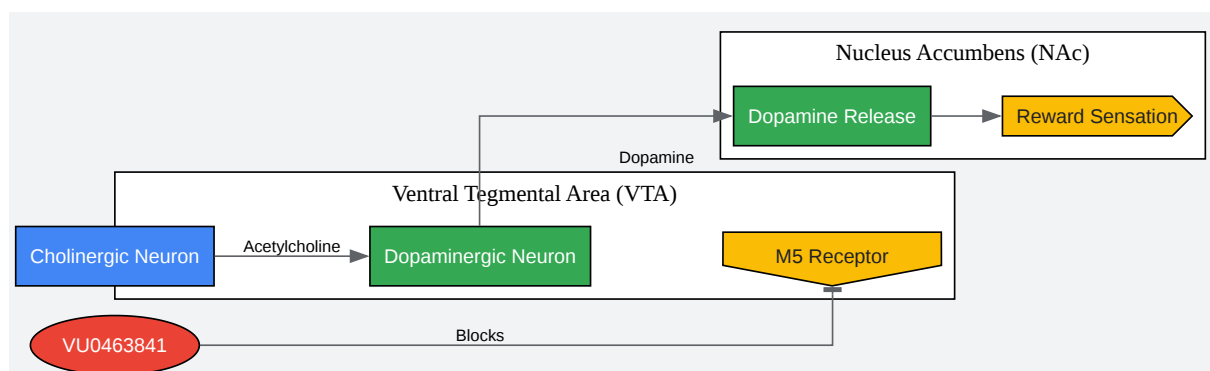 Nucleus Accumbens (NAc)
Dopamine Release
Reward Sensation
Dopamine
Ventral Tegmental Area (VTA)
Cholinergic Neuron
Acetylcholine
Dopaminergic Neuron
M5 Receptor
VU0463841
Blocks